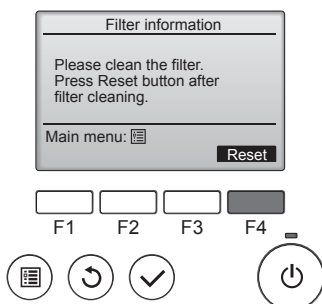 Filter information
Please clean the filter.
Press Reset button after
filter cleaning.
Main menu:
Reset
F1 F2 F3 F4